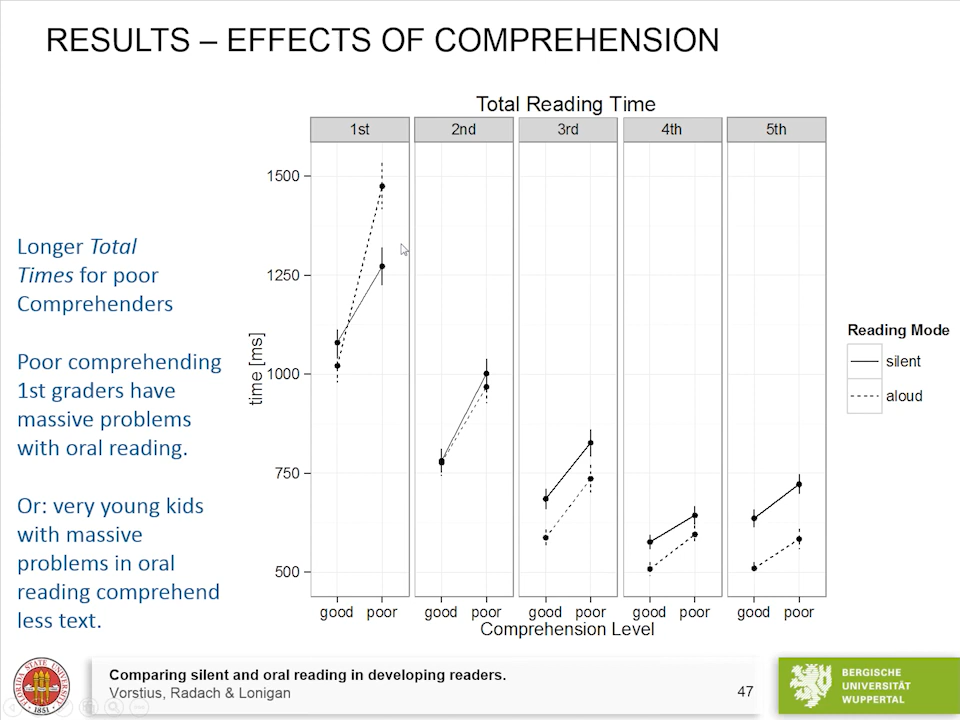 RESULTS – EFFECTS OF COMPREHENSION
Total Reading Time
1st 2nd 3rd 4th 5th
1500
1250
1000
750
500
time [ms]
good poor good poor good poor good poor good poor
Comprehension Level
Reading Mode
silent
aloud
Longer Total
Times for poor
Comprehenders
Poor comprehending
1st graders have
massive problems
with oral reading.
Or: very young kids
with massive
problems in oral
reading comprehend
less text.
FLORIDA STATE UNIVERSITY
1851
Comparing silent and oral reading in developing readers.
Vorstius, Radach & Lonigan
47
BERGISCHE
UNIVERSITÄT
WUPPERTAL